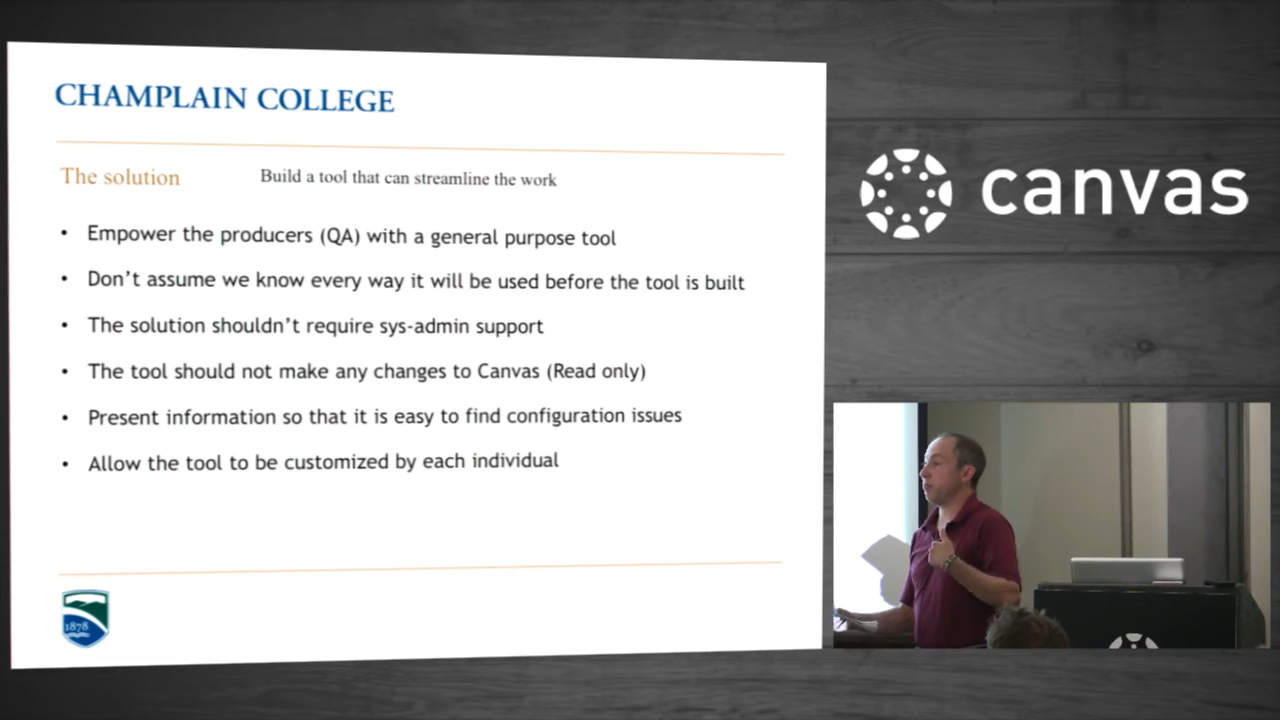 CHAMPLAIN COLLEGE
The solution
Build a tool that can streamline the work
• Empower the producers (QA) with a general purpose tool
• Don’t assume we know every way it will be used before the tool is built
• The solution shouldn’t require sys-admin support
• The tool should not make any changes to Canvas (Read only)
• Present information so that it is easy to find configuration issues
• Allow the tool to be customized by each individual
1878
canvas